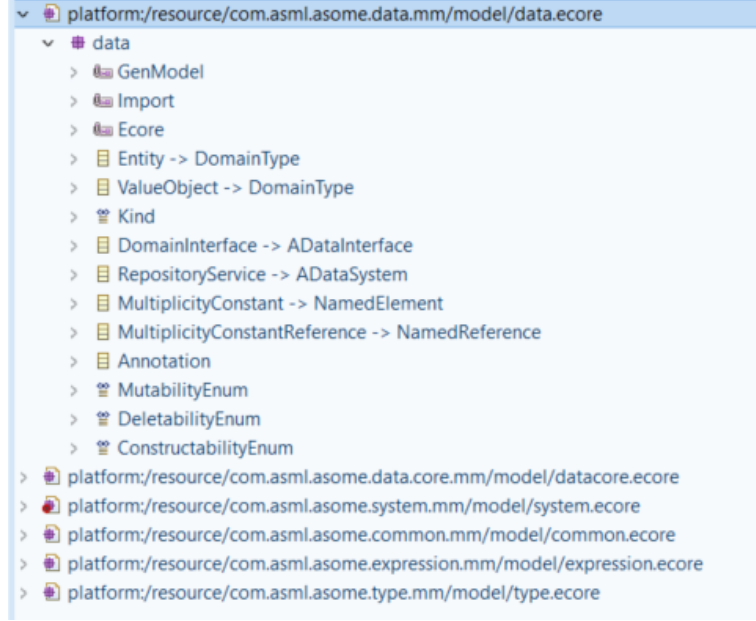 platform:/resource/com.asml.asome.data.mm/model/data.ecore
data
GenModel
Import
Ecore
Entity -> DomainType
ValueObject -> DomainType
Kind
DomainInterface -> ADataInterface
RepositoryService -> ADataSystem
MultiplicityConstant -> NamedElement
MultiplicityConstantReference -> NamedReference
Annotation
MutabilityEnum
DeletabilityEnum
ConstructabilityEnum
platform:/resource/com.asml.asome.data.core.mm/model/datacore.ecore
platform:/resource/com.asml.asome.system.mm/model/system.ecore
platform:/resource/com.asml.asome.common.mm/model/common.ecore
platform:/resource/com.asml.asome.expression.mm/model/expression.ecore
platform:/resource/com.asml.asome.type.mm/model/type.ecore